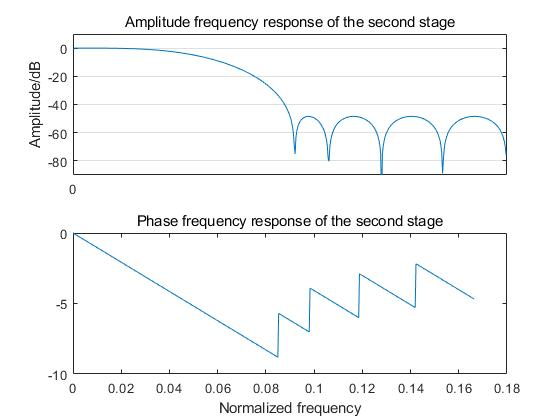 Amplitude frequency response of the second stage
0
-20
-40
-60
-80
Amplitude/dB
0
Phase frequency response of the second stage
0
-5
-10
0 0.02 0.04 0.06 0.08 0.1 0.12 0.14 0.16 0.18
Normalized frequency